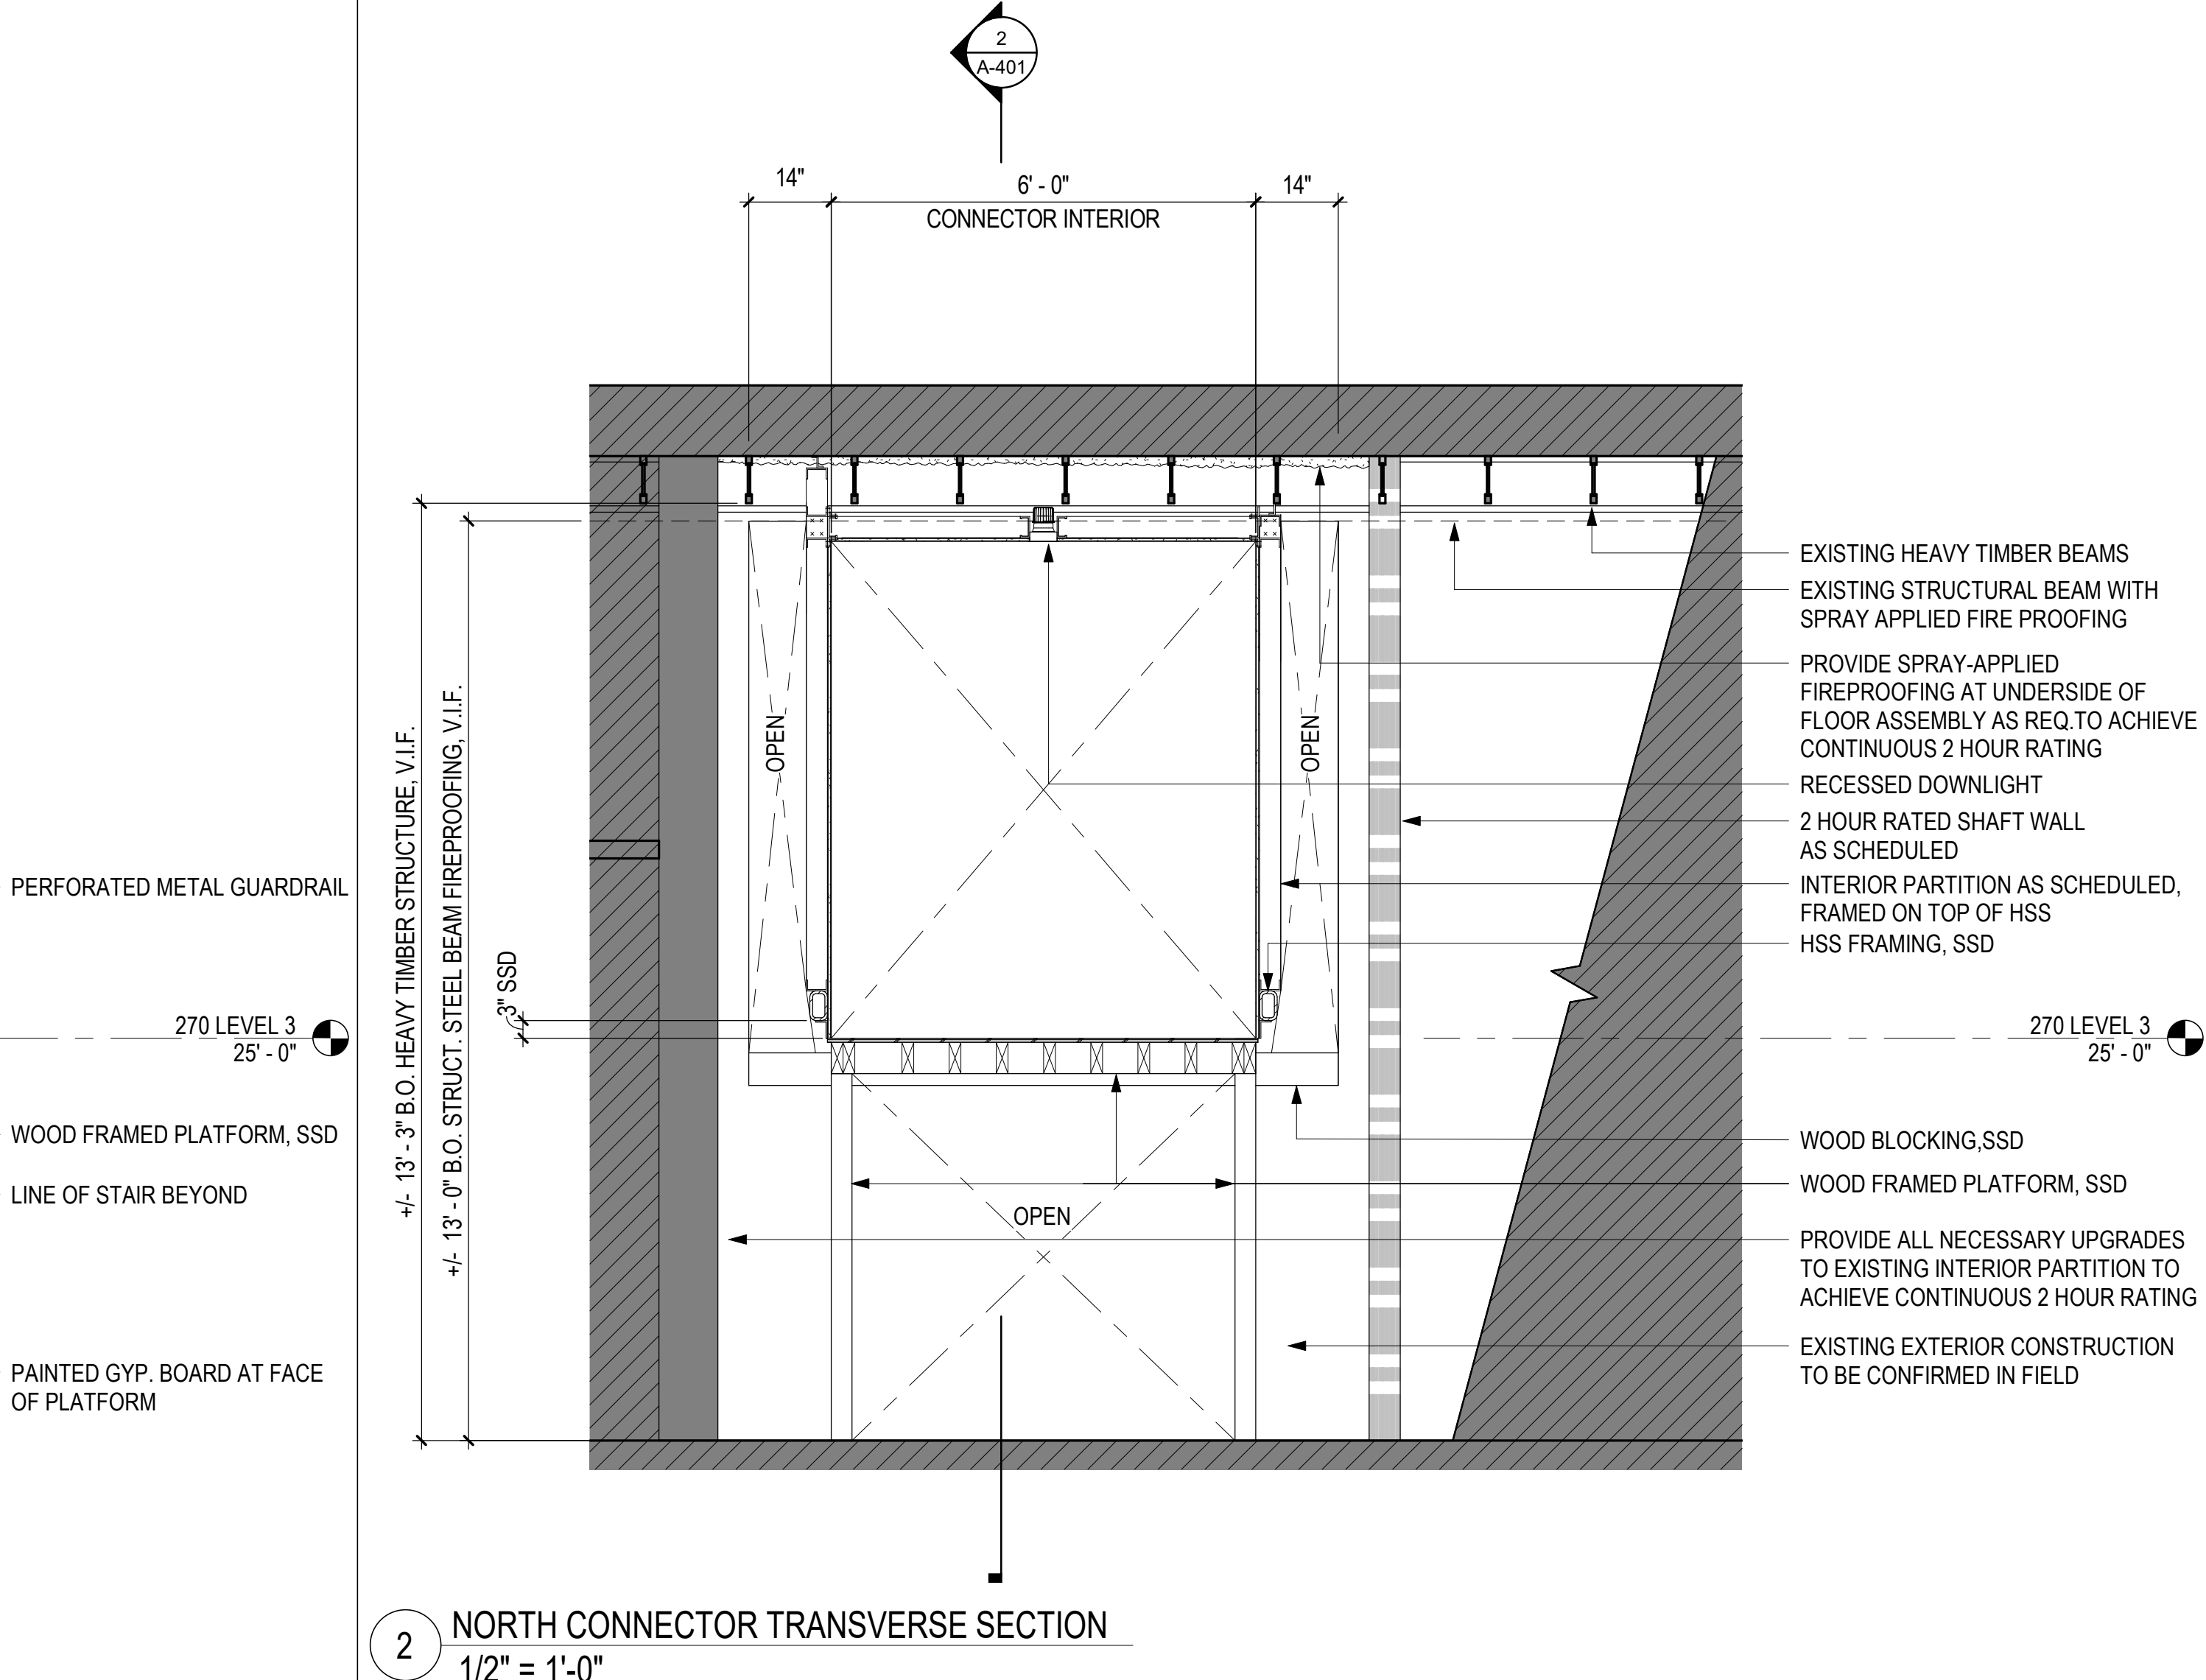 2
A-401
14"
6' - 0"
14"
CONNECTOR INTERIOR
+/- 13' - 3" B.O. HEAVY TIMBER STRUCTURE, V.I.F.
+/- 13' - 0" B.O. STRUCT. STEEL BEAM FIREPROOFING, V.I.F.
3" SSD
OPEN
OPEN
OPEN
PERFORATED METAL GUARDRAIL
270 LEVEL 3
25' - 0"
WOOD FRAMED PLATFORM, SSD
LINE OF STAIR BEYOND
PAINTED GYP. BOARD AT FACE
OF PLATFORM
EXISTING HEAVY TIMBER BEAMS
EXISTING STRUCTURAL BEAM WITH
SPRAY APPLIED FIRE PROOFING
PROVIDE SPRAY-APPLIED
FIREPROOFING AT UNDERSIDE OF
FLOOR ASSEMBLY AS REQ.TO ACHIEVE
CONTINUOUS 2 HOUR RATING
RECESSED DOWNLIGHT
2 HOUR RATED SHAFT WALL
AS SCHEDULED
INTERIOR PARTITION AS SCHEDULED,
FRAMED ON TOP OF HSS
HSS FRAMING, SSD
270 LEVEL 3
25' - 0"
WOOD BLOCKING,SSD
WOOD FRAMED PLATFORM, SSD
PROVIDE ALL NECESSARY UPGRADES
TO EXISTING INTERIOR PARTITION TO
ACHIEVE CONTINUOUS 2 HOUR RATING
EXISTING EXTERIOR CONSTRUCTION
TO BE CONFIRMED IN FIELD
2
NORTH CONNECTOR TRANSVERSE SECTION
1/2" = 1'-0"